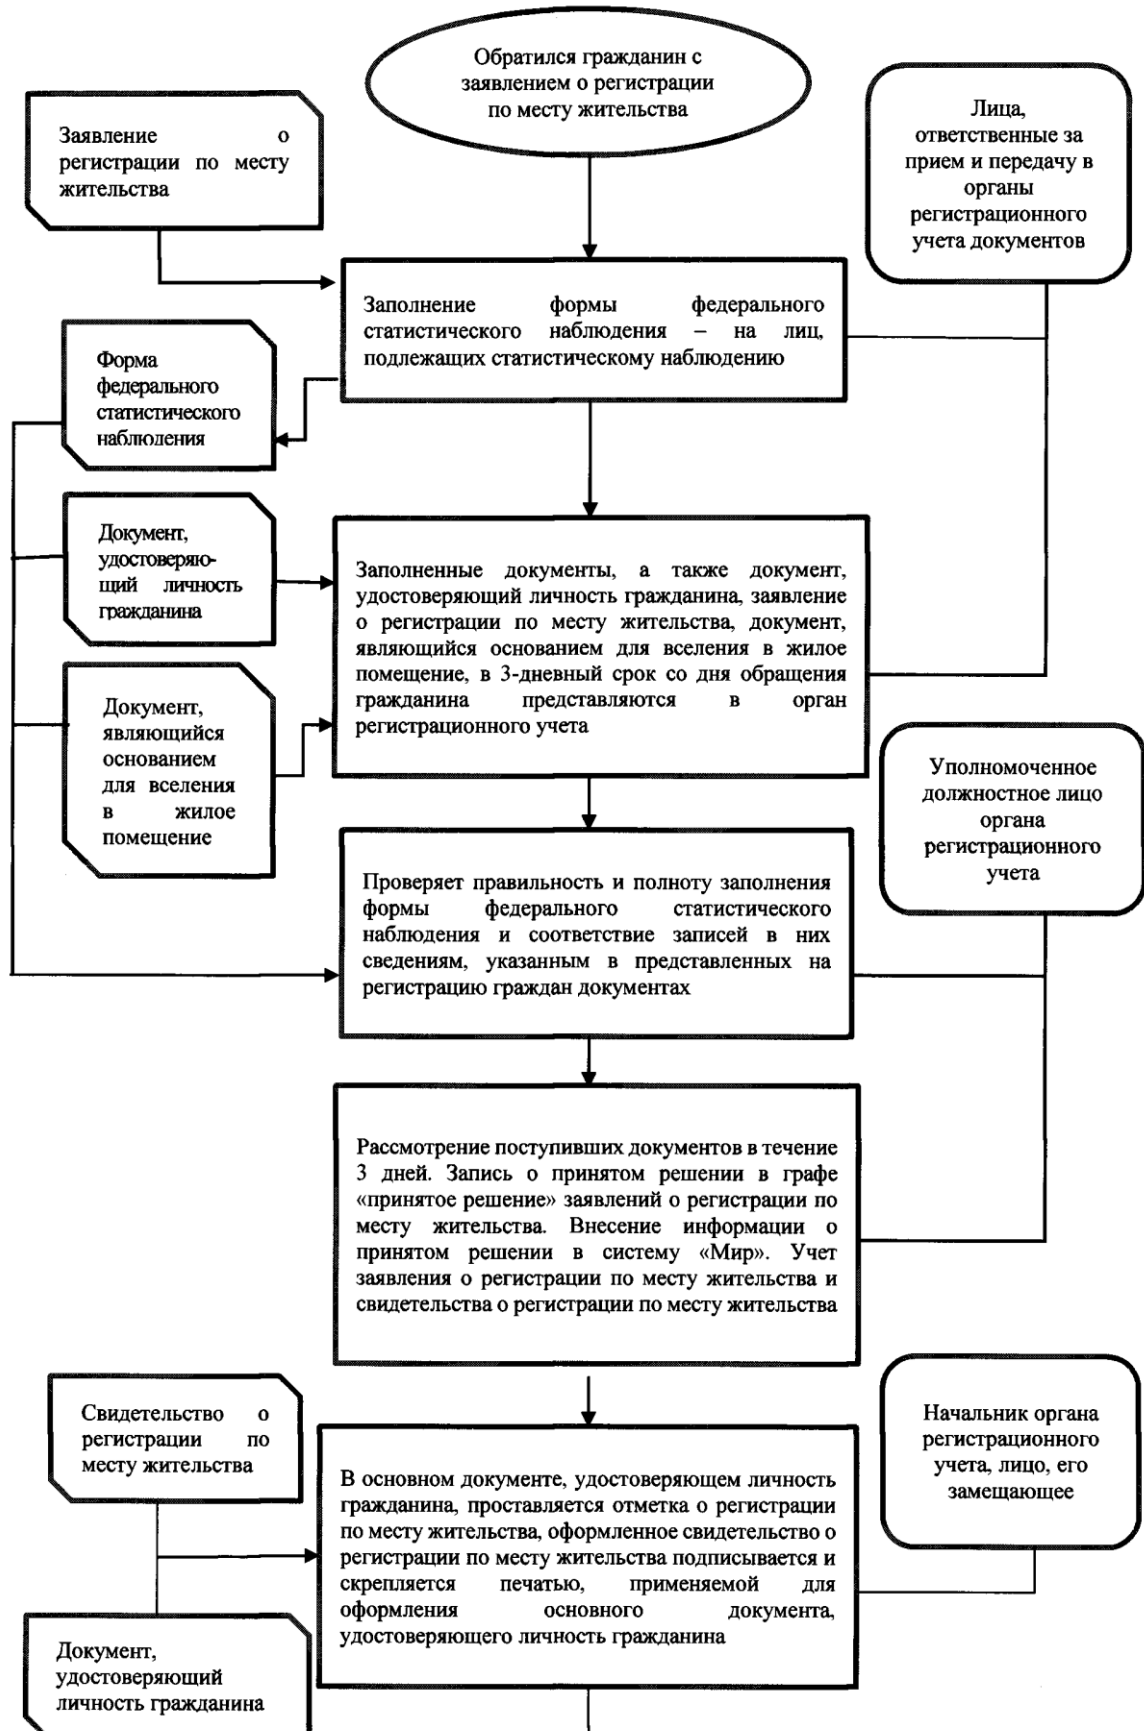 Обратился гражданин с
заявлением о регистрации
по месту жительства
Заявление о
регистрации по месту
жительства
Лица,
ответственные за
прием и передачу в
органы
регистрационного
учета документов
Заполнение формы федерального
статистического наблюдения – на лиц,
подлежащих статистическому наблюдению
Форма
федерального
статистического
наблюдения
Документ,
удостоверяю-
щий личность
гражданина
Заполненные документы, а также документ,
удостоверяющий личность гражданина, заявление
о регистрации по месту жительства, документ,
являющийся основанием для вселения в жилое
помещение, в 3-дневный срок со дня обращения
гражданина представляются в орган
регистрационного учета
Документ,
являющийся
основанием
для вселения
в жилое
помещение
Уполномоченное
должностное лицо
органа
регистрационного
учета
Проверяет правильность и полноту заполнения
формы федерального статистического
наблюдения и соответствие записей в них
сведениям, указанным в представленных на
регистрацию граждан документах
Рассмотрение поступивших документов в течение
3 дней. Запись о принятом решении в графе
«принятое решение» заявлений о регистрации по
месту жительства. Внесение информации о
принятом решении в систему «Мир». Учет
заявления о регистрации по месту жительства и
свидетельства о регистрации по месту жительства
Свидетельство о
регистрации по
месту жительства
Начальник органа
регистрационного
учета, лицо, его
замещающее
В основном документе, удостоверяющем личность
гражданина, проставляется отметка о регистрации
по месту жительства, оформленное свидетельство о
регистрации по месту жительства подписывается и
скрепляется печатью, применяемой для
оформления основного документа,
удостоверяющего личность гражданина
Документ,
удостоверяющий
личность гражданина